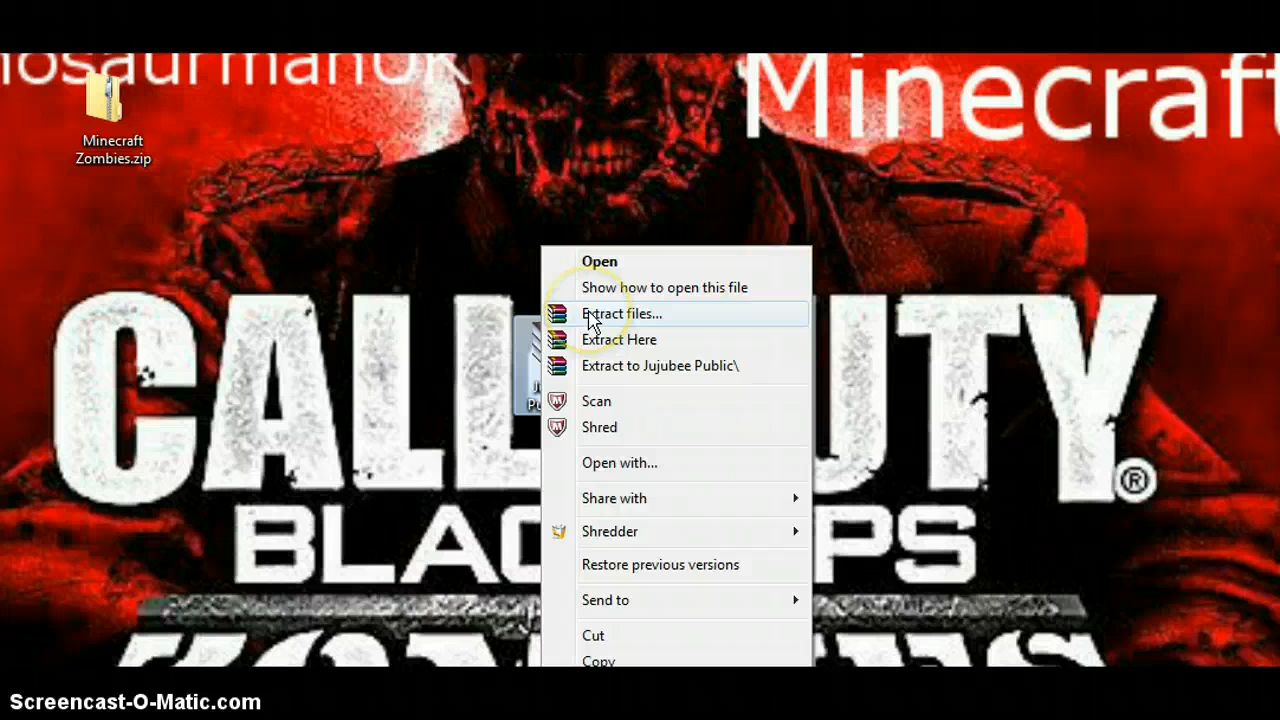 Minecraft
Minecraft
Zombies.zip
CALL
UTY
®
BLA
PS
Open
Show how to open this file
Extract files...
Extract Here
Extract to Jujubee Public\
Scan
Shred
Open with...
Share with
Shredder
Restore previous versions
Send to
Cut
Copy
Screencast-O-Matic.com